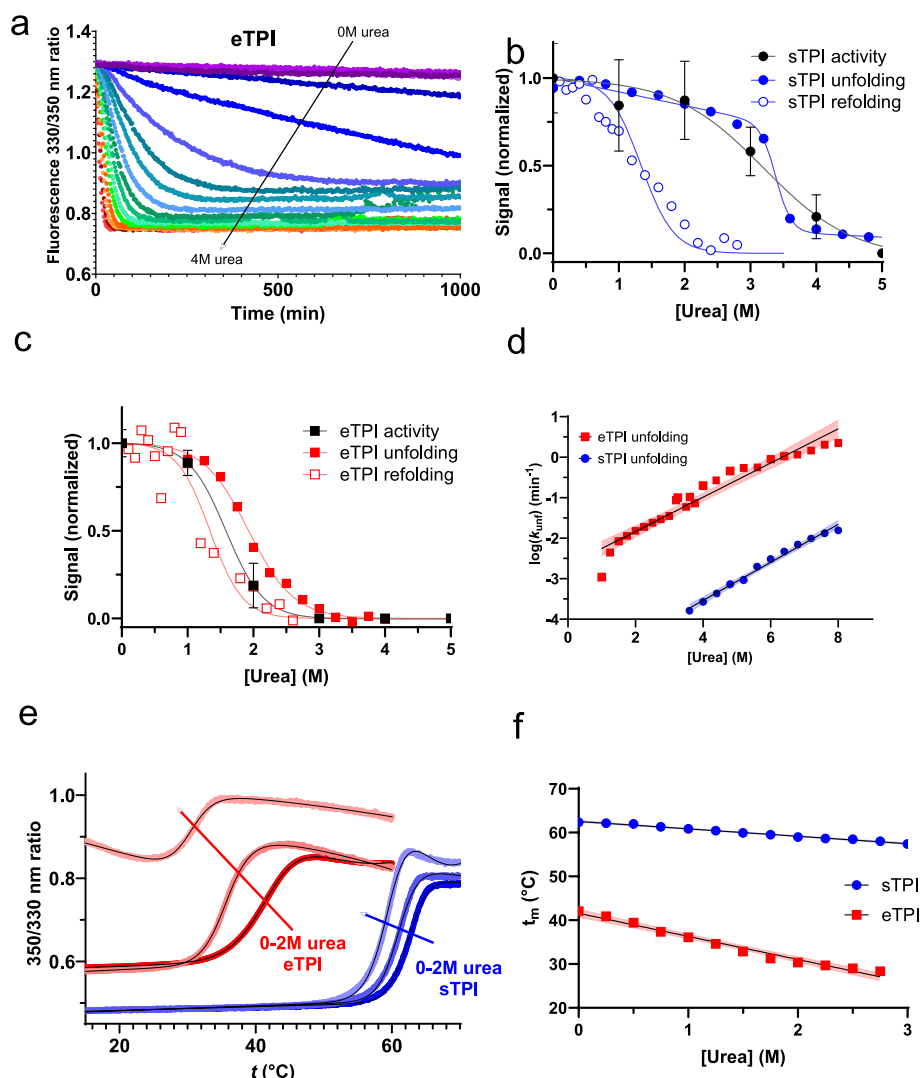 a
eTPI
0M urea
4M urea
Fluorescence 330/350 nm ratio
1.4
1.2
1.0
0.8
0.6
0
500
1000
Time (min)
b
sTPI activity
sTPI unfolding
sTPI refolding
Signal (normalized)
1.0
0.5
0.0
0 1 2 3 4 5
[Urea] (M)
c
eTPI activity
eTPI unfolding
eTPI refolding
Signal (normalized)
1.0
0.5
0.0
0 1 2 3 4 5
[Urea] (M)
d
eTPI unfolding
sTPI unfolding
log(kunf) (min-1)
1
0
-1
-2
-3
-4
0 2 4 6 8
[Urea] (M)
e
350/330 nm ratio
1.0
0.8
0.6
0-2M urea
eTPI
0-2M urea
sTPI
20 40 60
t (°C)
f
tm (°C)
70
60
50
40
30
20
sTPI
eTPI
0 1 2 3
[Urea] (M)